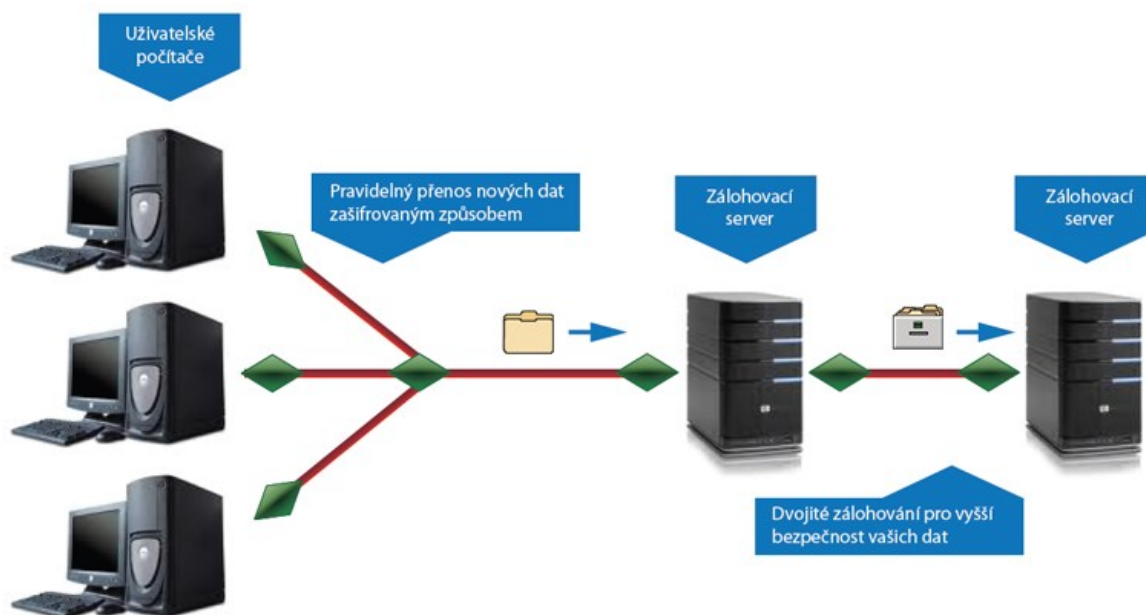 Uživatelské
počítače
Pravidelný přenos nových dat
zašifrovaným způsobem
Zálohovací
server
Zálohovací
server
Dvojité zálohování pro vyšší
bezpečnost vašich dat